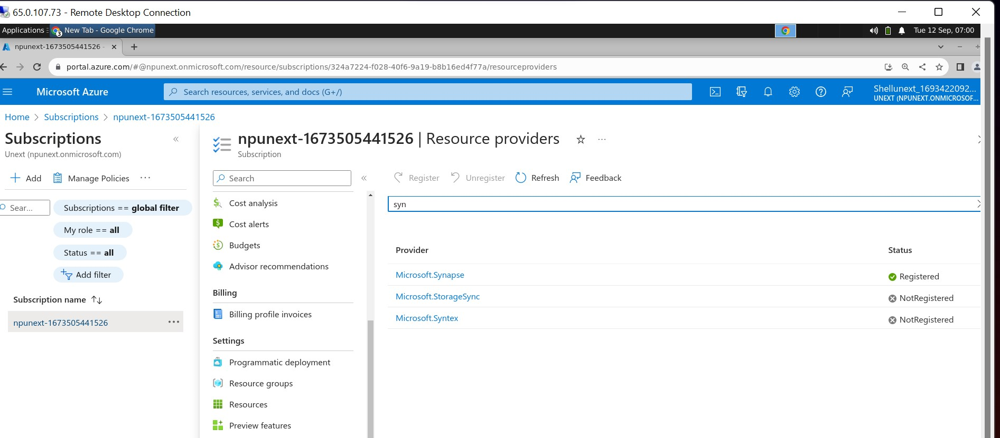 65.0.107.73 - Remote Desktop Connection
Applications
3 New Tab - Google Chrome
Tue 12 Sep, 07:00
npunext-1673505441526 -
portal.azure.com/#@npunext.onmicrosoft.com/resource/subscriptions/324a7224-f028-40f6-9a19-b8b16ed4f77a/resourceproviders
Microsoft Azure
Search resources, services, and docs (G+/)
Shellunext_1693422092...
UNEXT (NPUNEXT.ONMICROSOF...
Home > Subscriptions > npunext-1673505441526
Subscriptions
Unext (npunext.onmicrosoft.com)
Add
Manage Policies
Sear...
Subscriptions == global filter
My role == all
Status == all
Add filter
Subscription name
npunext-1673505441526
npunext-1673505441526 | Resource providers
Subscription
Search
Cost analysis
Cost alerts
Budgets
Advisor recommendations
Billing
Billing profile invoices
Settings
Programmatic deployment
Resource groups
Resources
Preview features
Register
Unregister
Refresh
Feedback
syn
Provider Status
Microsoft.Synapse Registered
Microsoft.StorageSync NotRegistered
Microsoft.Syntex NotRegistered